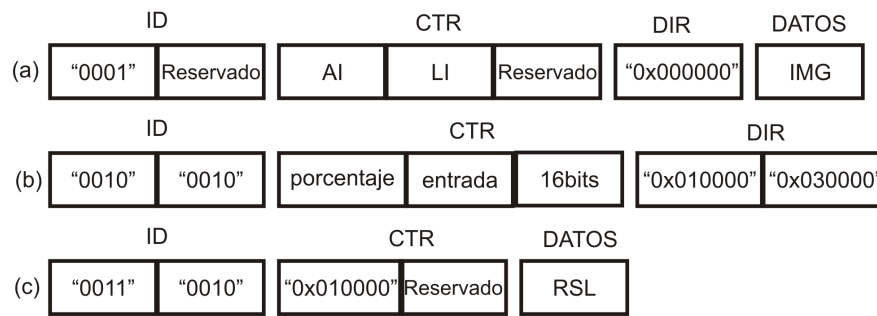 ID CTR DIR DATOS
(a) “0001” Reservado AI LI Reservado “0x000000” IMG
ID CTR DIR
(b) “0010” “0010” porcentaje entrada 16bits “0x010000” “0x030000”
ID CTR DATOS
(c) “0011” “0010” “0x010000” Reservado RSL